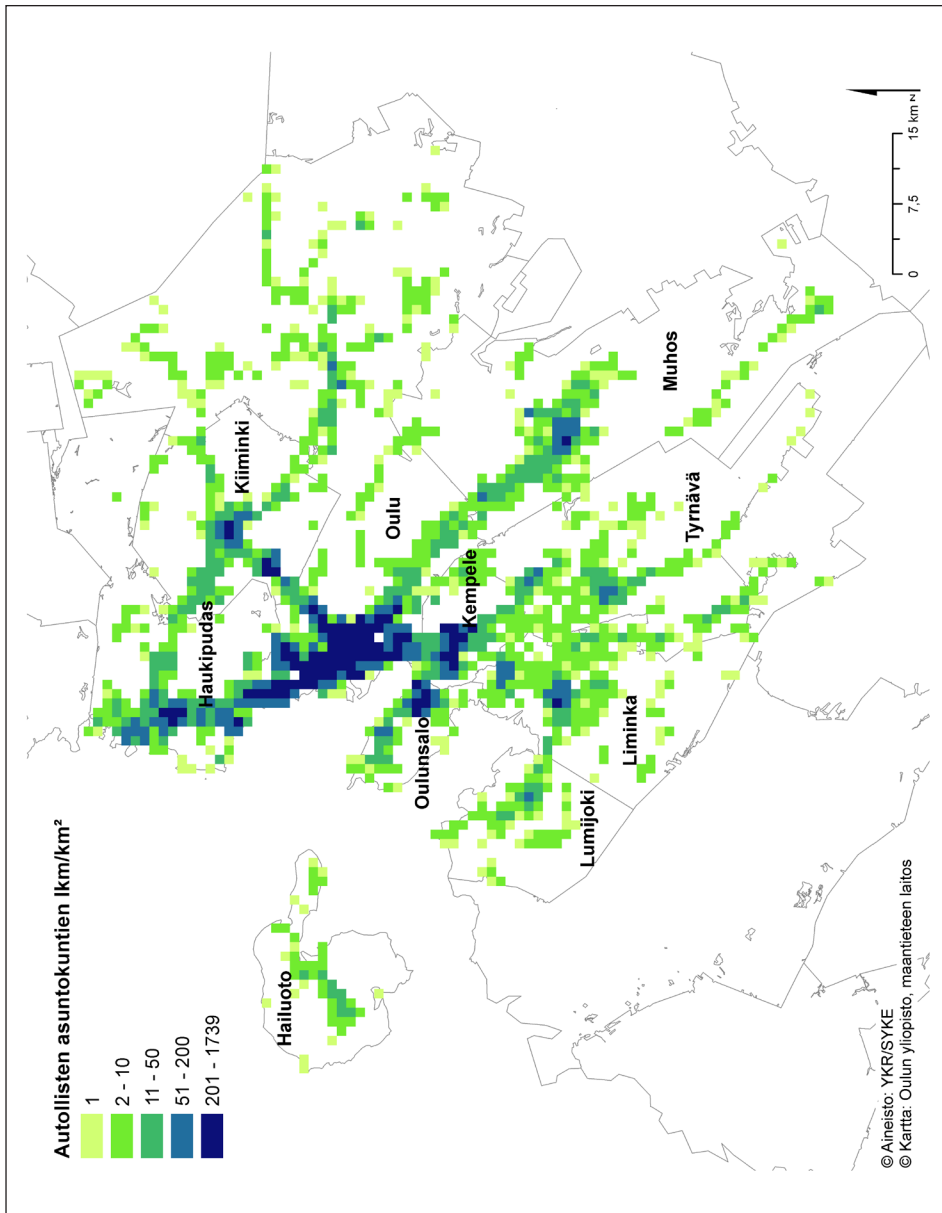 Autollisten asuntokuntien lkm/km²
1
2 - 10
11 - 50
51 - 200
201 - 1739
Hailuoto
Haukipudas
Kiiminki
Oulu
Oulunsalo
Kempele
Muhos
Lumijoki
Liminka
Tyrnävä
0 7,5 15 km N
© Aineisto: YKR/SYKE
© Kartta: Oulun yliopisto, maantieteen laitos